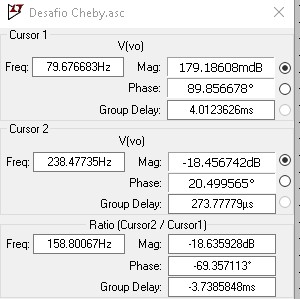 Desafio Cheby.asc
Cursor 1
V(vo)
Freq: 79.676683Hz Mag: 179.18608mdB
Phase: 89.856678°
Group Delay: 4.0123626ms
Cursor 2
V(vo)
Freq: 238.47735Hz Mag: -18.456742dB
Phase: 20.499565°
Group Delay: 273.77779µs
Ratio (Cursor2 / Cursor1)
Freq: 158.80067Hz Mag: -18.635928dB
Phase: -69.357113°
Group Delay: -3.7385848ms